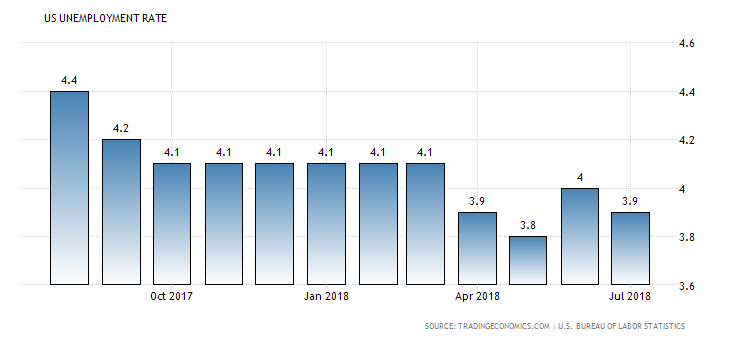 US UNEMPLOYMENT RATE
4.6
4.4
4.4
4.2
4.2
4.1 4.1 4.1 4.1 4.1 4.1
4
4
3.9 3.9
3.8
3.8
3.6
Oct 2017 Jan 2018 Apr 2018 Jul 2018
SOURCE: TRADINGECONOMICS.COM | U.S. BUREAU OF LABOR STATISTICS